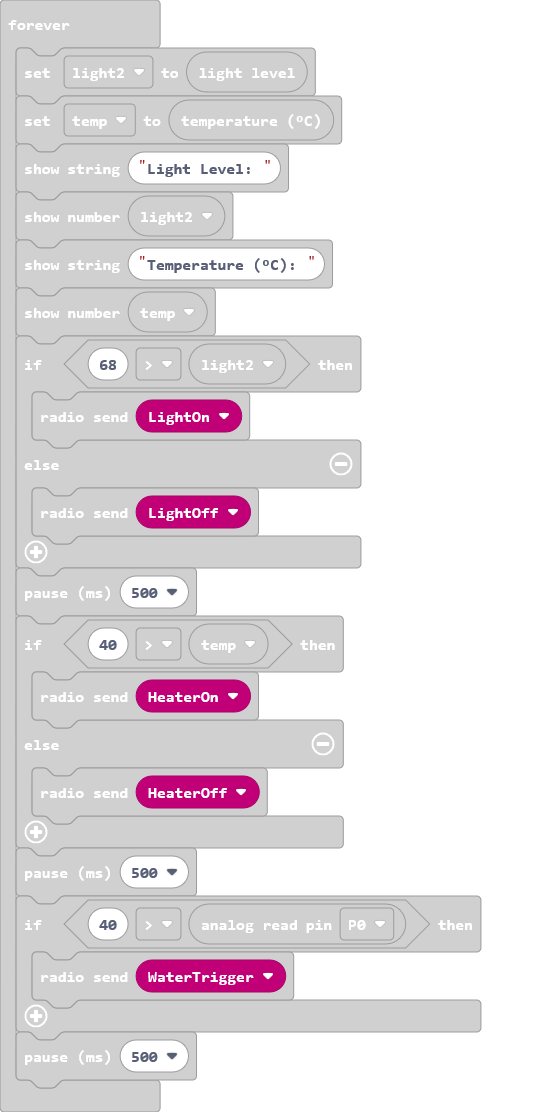 forever
set light2 to light level
set temp to temperature (ºC)
show string "Light Level: "
show number light2
show string "Temperature (ºC): "
show number temp
if 68 > light2 then
radio send LightOn
else
radio send LightOff
pause (ms) 500
if 40 > temp then
radio send HeaterOn
else
radio send HeaterOff
pause (ms) 500
if 40 > analog read pin P0 then
radio send WaterTrigger
pause (ms) 500